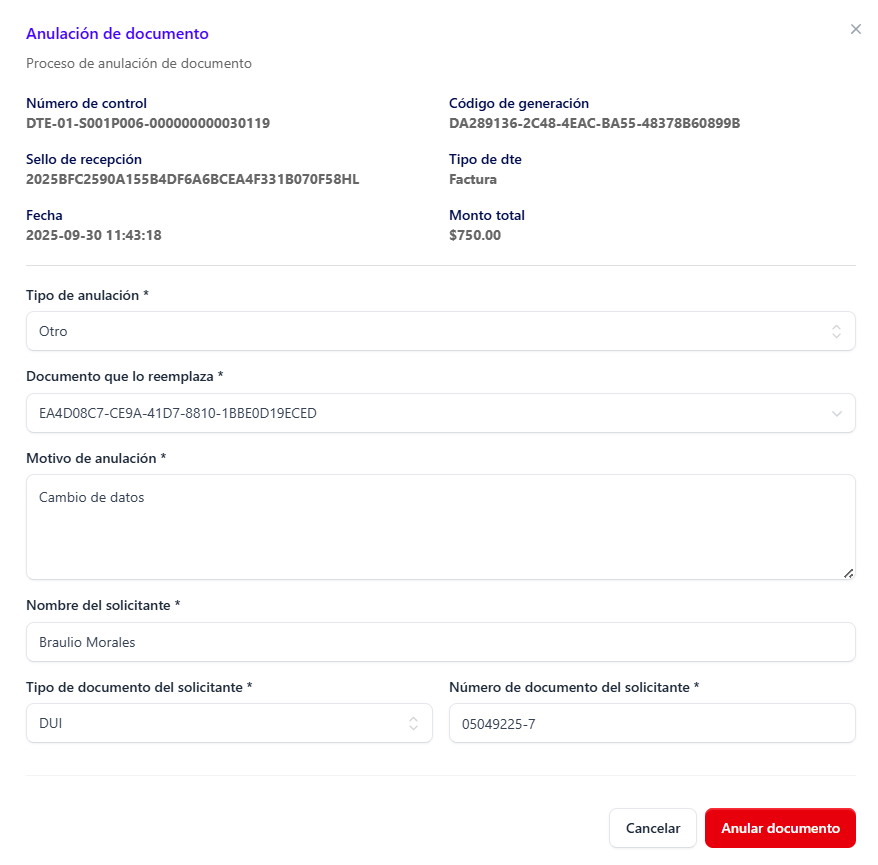 Anulación de documento
Proceso de anulación de documento
Número de control
DTE-01-S001P006-000000000030119
Código de generación
DA289136-2C48-4EAC-BA55-48378B60899B
Sello de recepción
2025BFC2590A155B4DF6A6BCEA4F331B070F58HL
Tipo de dte
Factura
Fecha
2025-09-30 11:43:18
Monto total
$750.00
Tipo de anulación *
Otro
Documento que lo reemplaza *
EA4D08C7-CE9A-41D7-8810-1BBE0D19ECED
Motivo de anulación *
Cambio de datos
Nombre del solicitante *
Braulio Morales
Tipo de documento del solicitante *
DUI
Número de documento del solicitante *
05049225-7
Cancelar
Anular documento